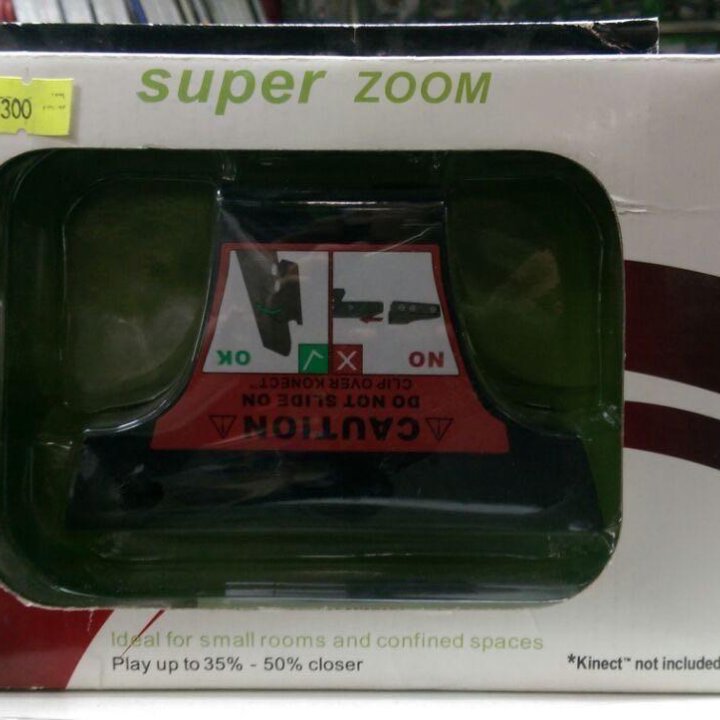 super ZOOM
300
CAUTION
DO NOT SLIDE ON
CLIP OVER KONECT™
NO
OK
Ideal for small rooms and confined spaces
Play up to 35% - 50% closer
*Kinect™ not included